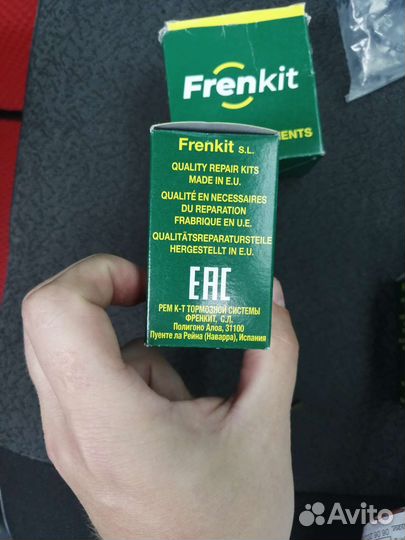 Frenkit
ENTS
Frenkit S.L.
QUALITY REPAIR KITS
MADE IN E.U.
QUALITÉ EN NECESSAIRES
DU REPARATION
FRABRIQUE EN U.E.
QUALITÄTSREPARATURSTEILE
HERGESTELLT IN E.U.
EAC
РЕМ К-Т ТОРМОЗНОЙ СИСТЕМЫ
ФРЕНКИТ, С.Л.
Полигоно Алоа, 31100
Пуенте ла Рейна (Наварра), Испания
Avito